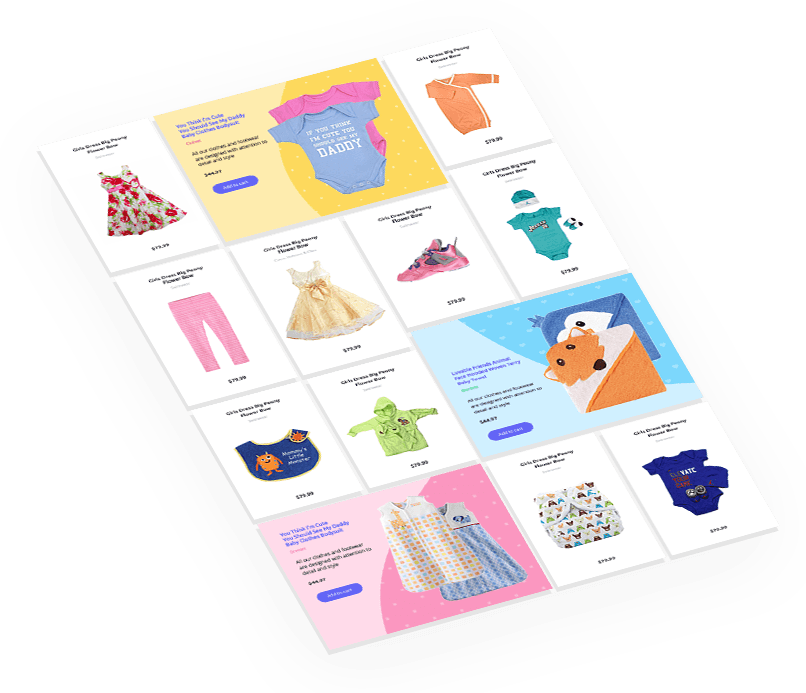 Girls Dress Big Peony
Flower Bow
$79.99
You Think I'm Cute
You Should See My Daddy
Baby Clothes Bodysuit
All our clothes and footwear
are designed with attention to
detail and style
$44.97
Add to cart
IF YOU THINK
I'M CUTE YOU
SHOULD SEE MY
DADDY
Girls Dress Big Peony
Flower Bow
$79.99
Girls Dress Big Peony
Flower Bow
$79.99
Girls Dress Big Peony
Flower Bow
$79.99
Girls Dress Big Peony
Flower Bow
$79.99
Girls Dress Big Peony
Flower Bow
$79.99
Lovable Friends Animal
Face Hooded Woven Terry
Baby Towel
All our clothes and footwear
are designed with attention to
detail and style
$44.97
Add to cart
Girls Dress Big Peony
Flower Bow
Mommy's
Little
Monster
$79.99
Girls Dress Big Peony
Flower Bow
$79.99
You Think I'm Cute
You Should See My Daddy
Baby Clothes Bodysuit
All our clothes and footwear
are designed with attention to
detail and style
$44.97
Add to cart
Girls Dress Big Peony
Flower Bow
$79.99
Girls Dress Big Peony
Flower Bow
$79.99